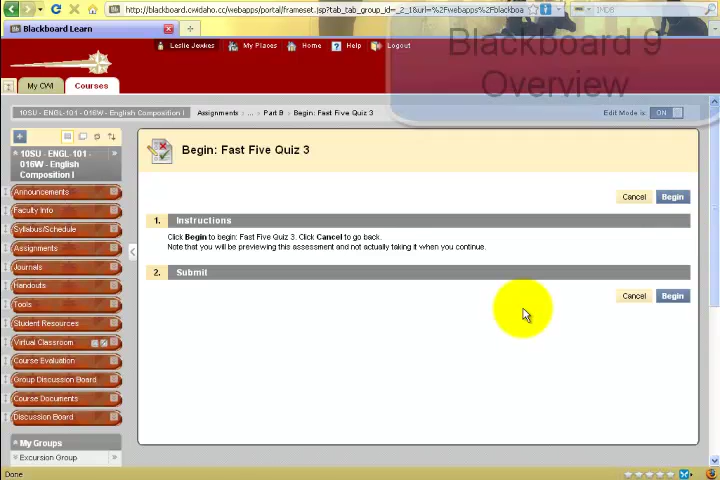 http://blackboard.cwidaho.cc/webapps/portal/frameset.jsp?tab_tab_group_id=_2_1&url=%2Fwebapps%2Fblackboa
IMDB
Blackboard Learn
Leslie Jewkes
My Places
Home
Help
Logout
Blackboard 9
Overview
My CWI
Courses
10SU - ENGL-101 - 016W - English Composition I
Assignments
...
Part B
Begin: Fast Five Quiz 3
Edit Mode is:
ON
10SU - ENGL-101 -
016W - English
Composition I
Announcements
Faculty Info
Syllabus/Schedule
Assignments
Journals
Handouts
Tools
Student Resources
Virtual Classroom
Course Evaluation
Group Discussion Board
Course Documents
Discussion Board
My Groups
Excursion Group
Begin: Fast Five Quiz 3
Cancel
Begin
1. Instructions
Click Begin to begin: Fast Five Quiz 3. Click Cancel to go back.
Note that you will be previewing this assessment and not actually taking it when you continue.
2. Submit
Cancel
Begin
Done